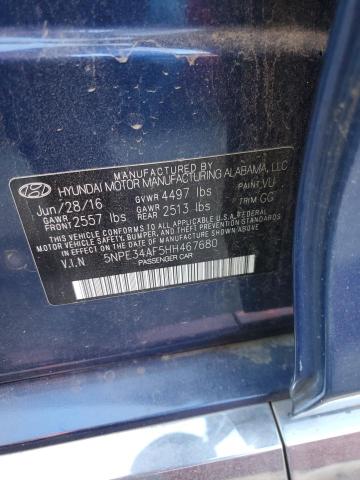 MANUFACTURED BY
HYUNDAI MOTOR MANUFACTURING ALABAMA, LLC
Jun/28/16 GVWR 4497 lbs PAINT VU
GAWR FRONT 2557 lbs GAWR REAR 2513 lbs TRIM GG
THIS VEHICLE CONFORMS TO ALL APPLICABLE U.S.A FEDERAL
MOTOR VEHICLE SAFETY, BUMPER, AND THEFT PREVENTION STANDARDS
IN EFFECT ON THE DATE OF MANUFACTURE SHOWN ABOVE.
V.I.N 5NPE34AF5HH467680
PASSENGER CAR